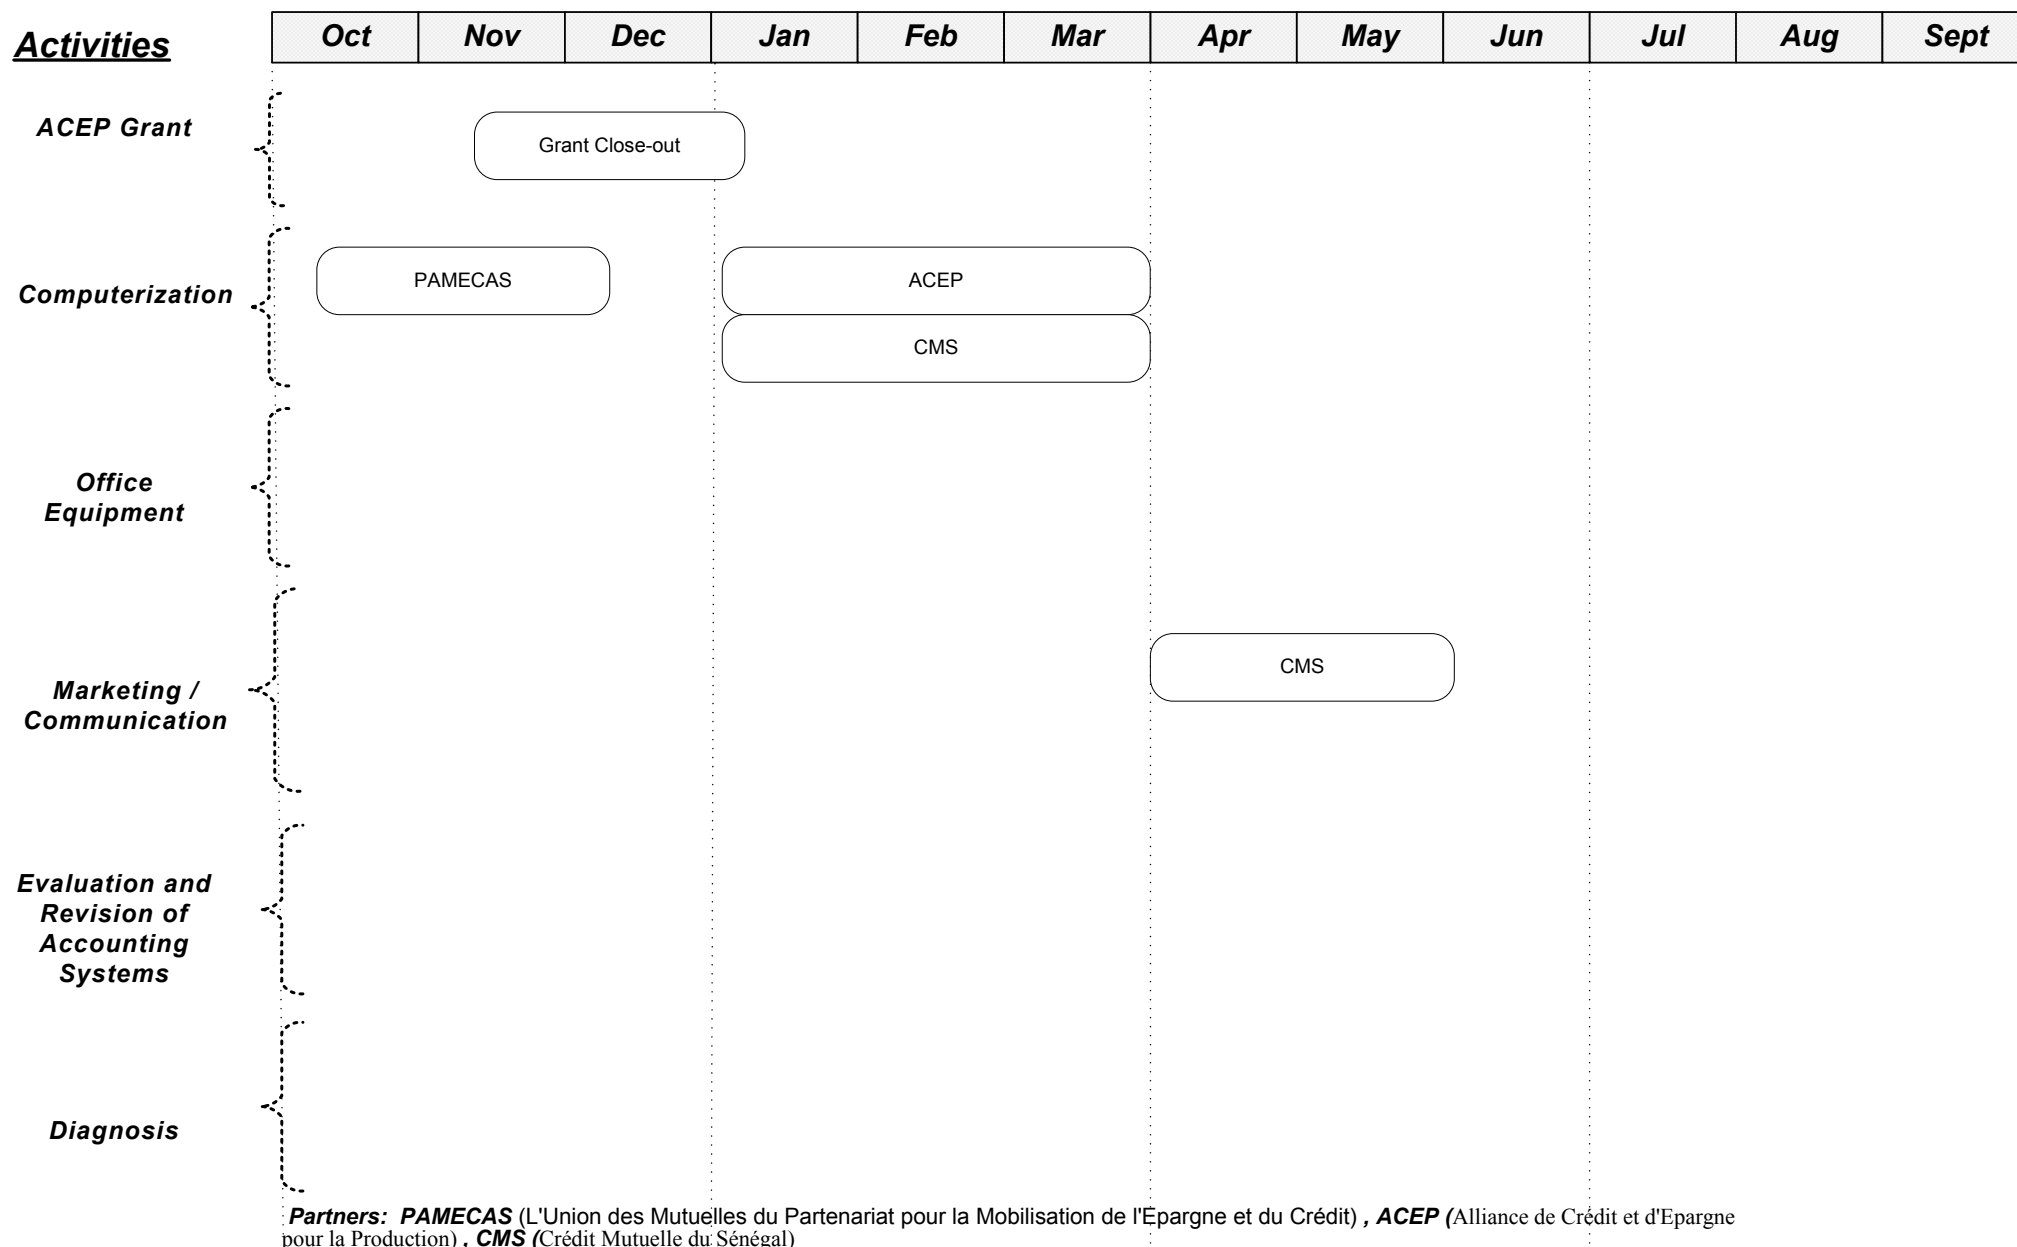 Activities Oct Nov Dec Jan Feb Mar Apr May Jun Jul Aug Sept
ACEP Grant
Grant Close-out
Computerization
PAMECAS
ACEP
CMS
Office
Equipment
Marketing /
Communication
CMS
Evaluation and
Revision of
Accounting
Systems
Diagnosis
Partners: PAMECAS (L'Union des Mutuelles du Partenariat pour la Mobilisation de l'Epargne et du Crédit) , ACEP (Alliance de Crédit et d'Epargne
pour la Production) , CMS (Crédit Mutuelle du Sénégal)